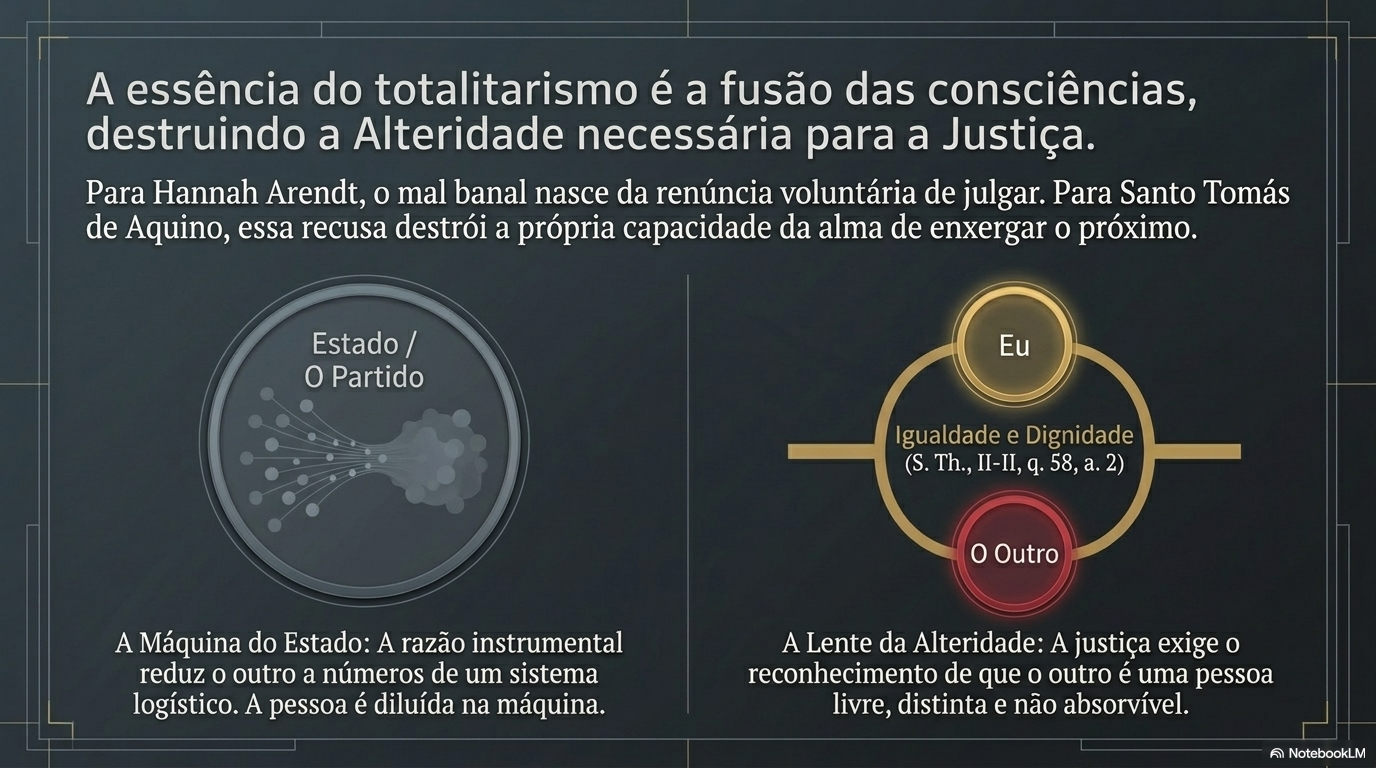 A essência do totalitarismo é a fusão das consciências,
destruindo a Alteridade necessária para a Justiça.
Para Hannah Arendt, o mal banal nasce da renúncia voluntária de julgar. Para Santo Tomás
de Aquino, essa recusa destrói a própria capacidade da alma de enxergar o próximo.
Estado /
O Partido
A Máquina do Estado: A razão instrumental
reduz o outro a números de um sistema
logístico. A pessoa é diluída na máquina.
Eu
Igualdade e Dignidade
(S. Th., II-II, q. 58, a. 2)
O Outro
A Lente da Alteridade: A justiça exige o
reconhecimento de que o outro é uma pessoa
livre, distinta e não absorvível.
NotebookLM